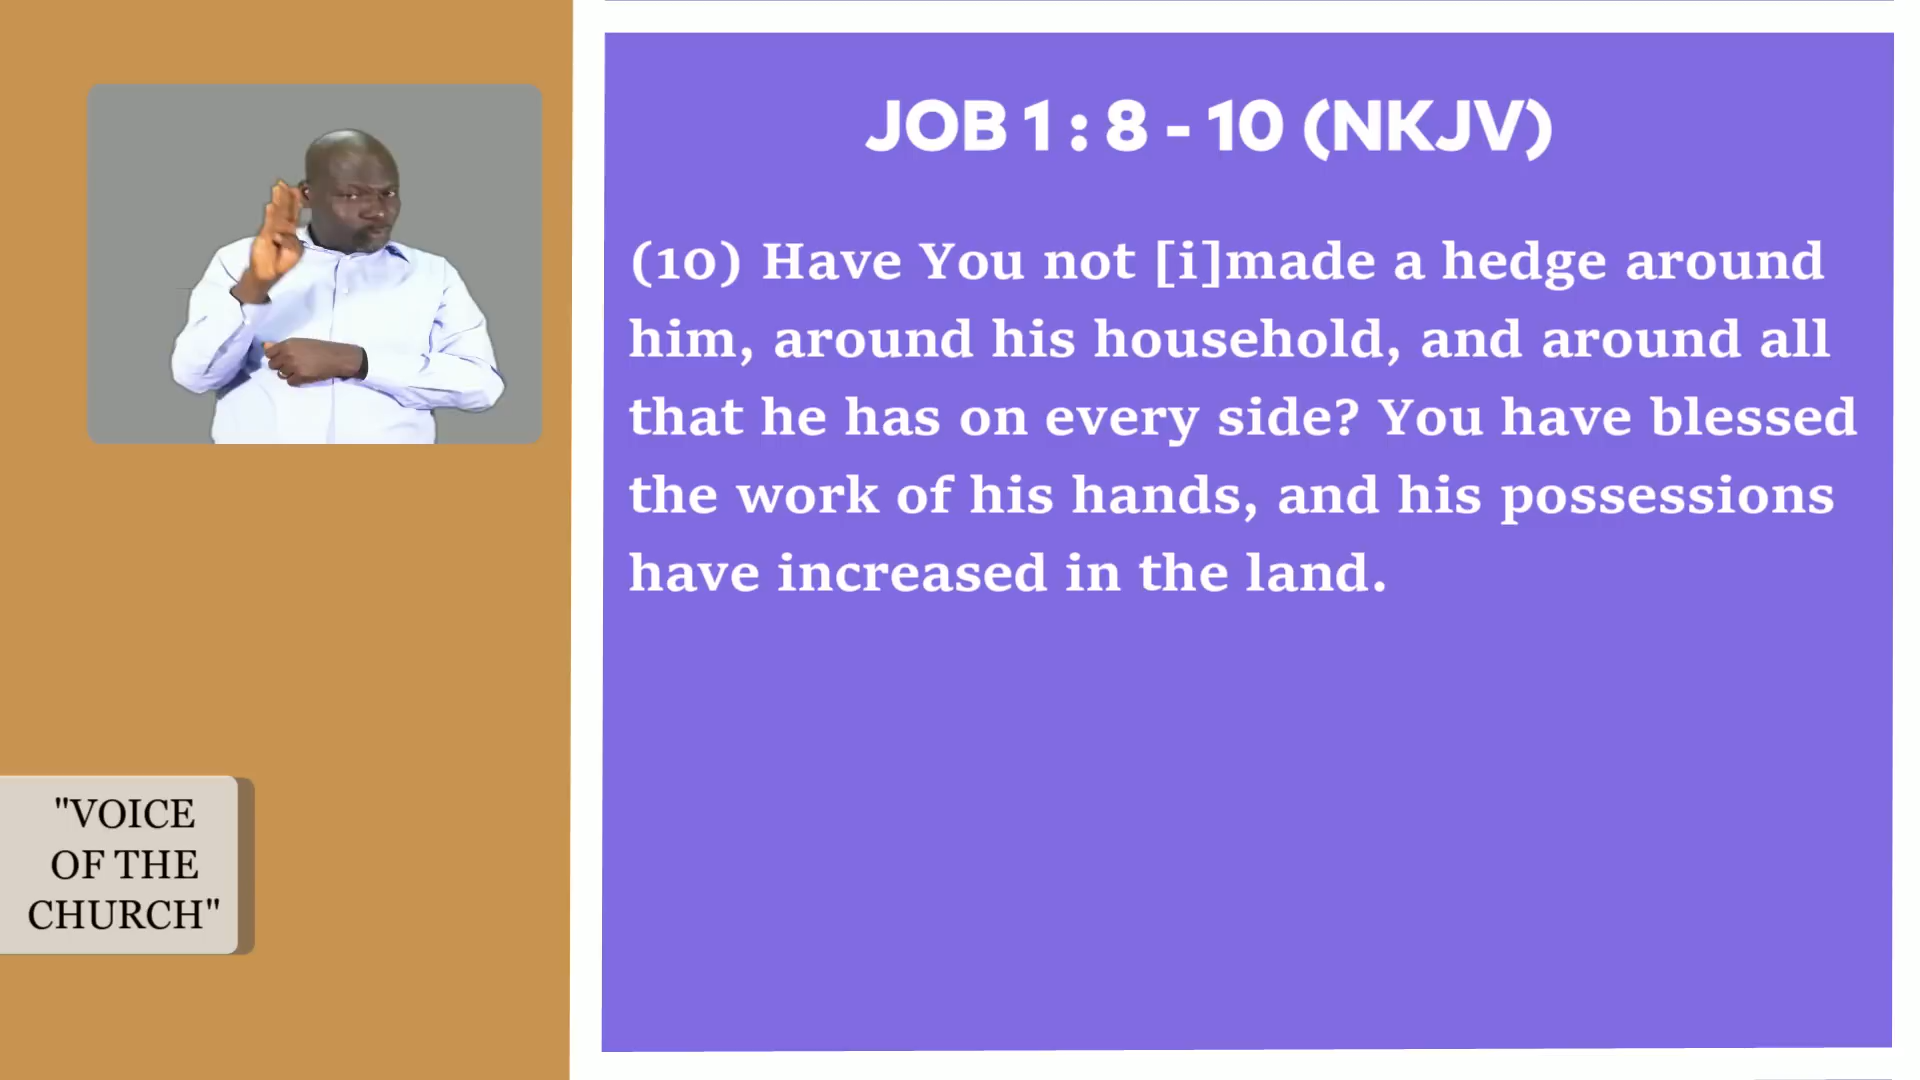 JOB 1 : 8 - 10 (NKJV)
(10) Have You not [i]made a hedge around
him, around his household, and around all
that he has on every side? You have blessed
the work of his hands, and his possessions
have increased in the land.
"VOICE
OF THE
CHURCH"